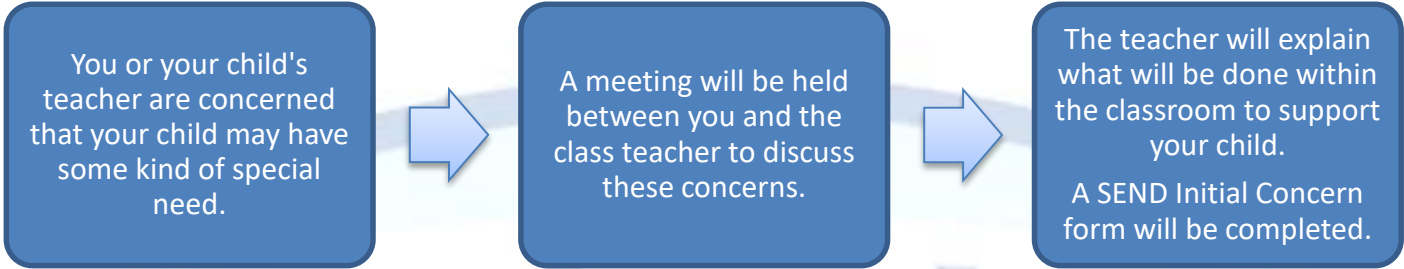 You or your child's
teacher are concerned
that your child may have
some kind of special
need.
A meeting will be held
between you and the
class teacher to discuss
these concerns.
The teacher will explain
what will be done within
the classroom to support
your child.
A SEND Initial Concern
form will be completed.